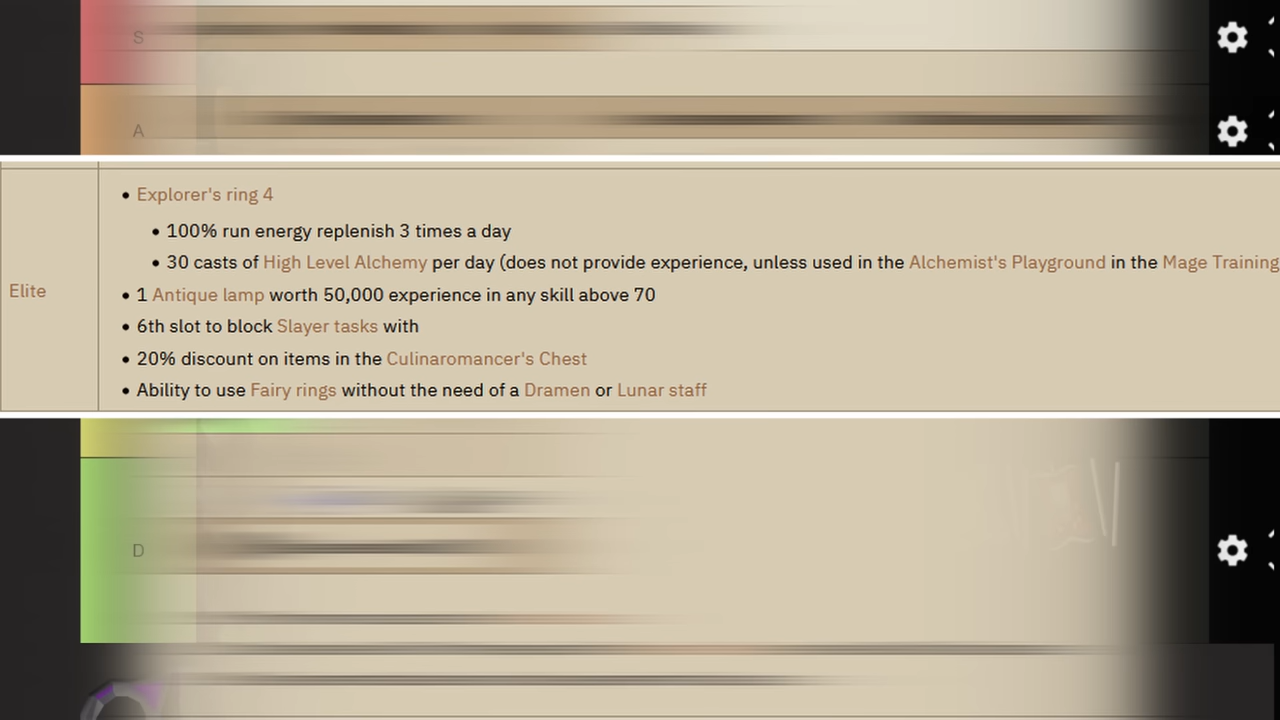 S
A
Elite
• Explorer's ring 4
• 100% run energy replenish 3 times a day
• 30 casts of High Level Alchemy per day (does not provide experience, unless used in the Alchemist's Playground in the Mage Training
• 1 Antique lamp worth 50,000 experience in any skill above 70
• 6th slot to block Slayer tasks with
• 20% discount on items in the Culinaromancer's Chest
• Ability to use Fairy rings without the need of a Dramen or Lunar staff
D